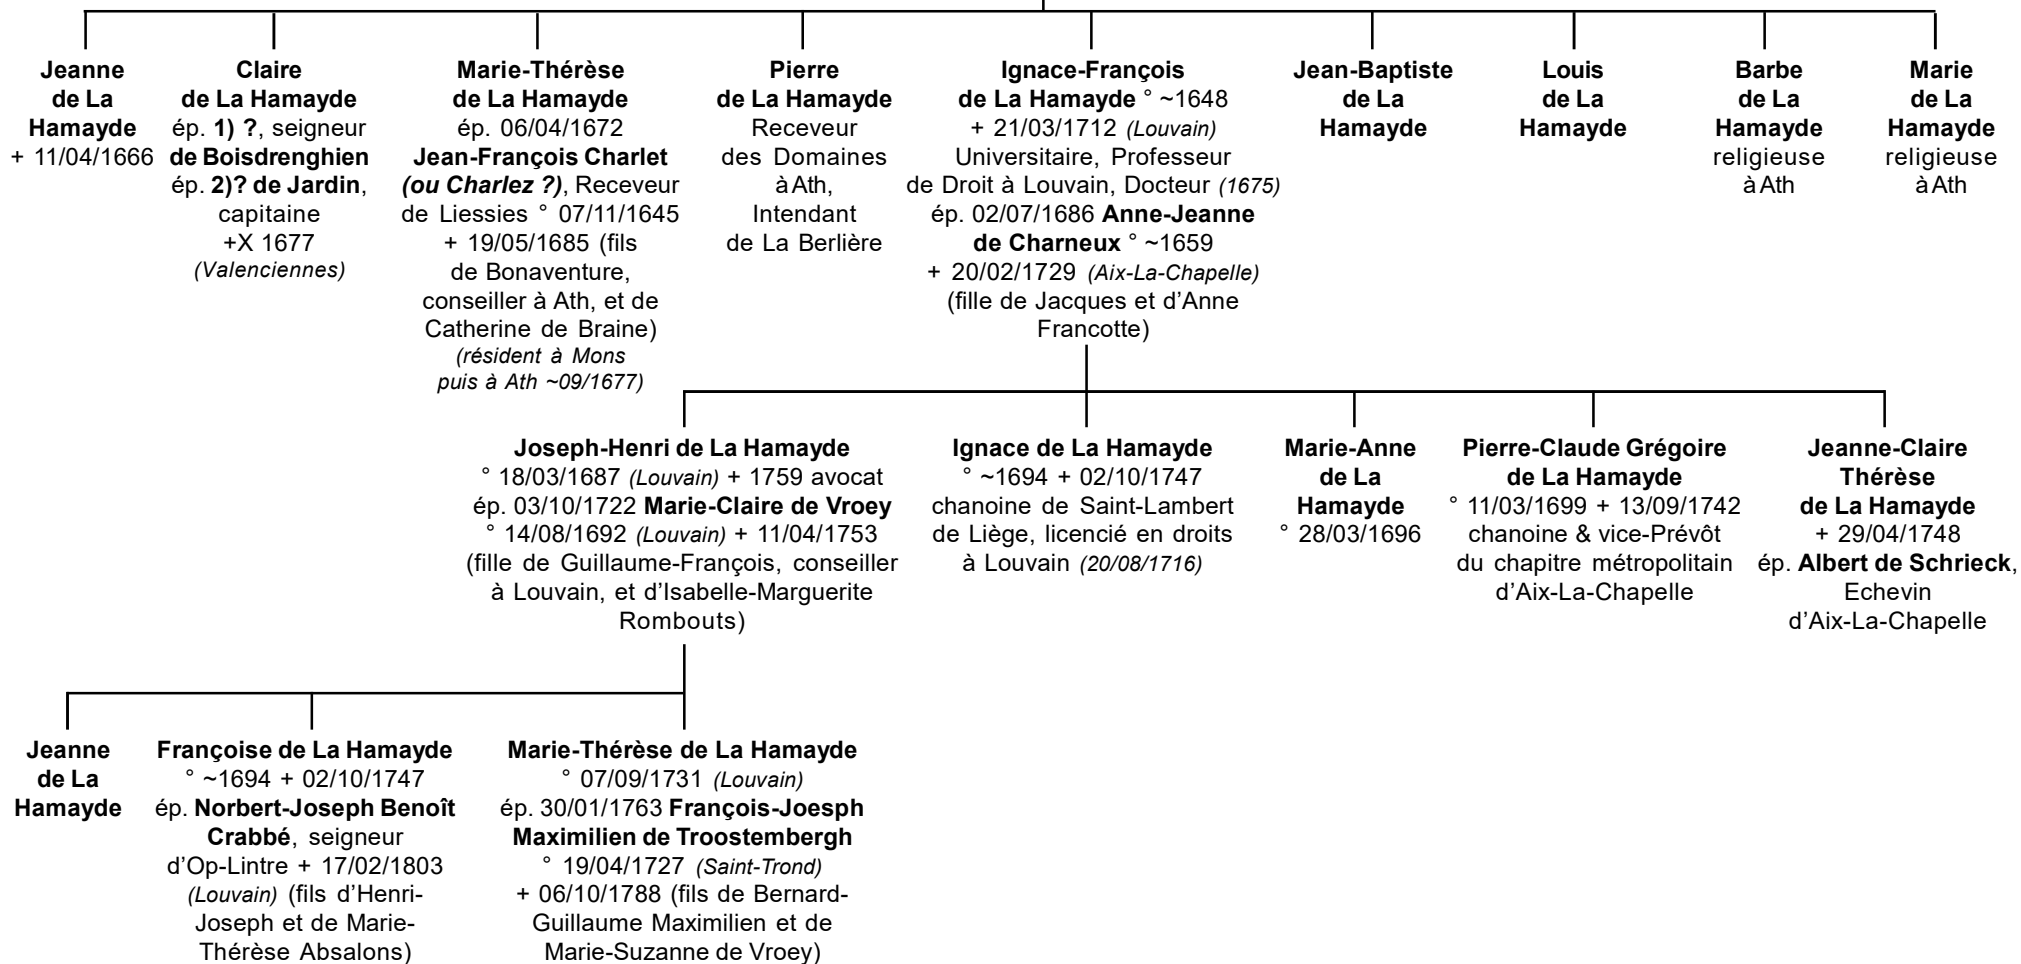 Jeanne
de La
Hamayde
+ 11/04/1666
Claire
de La Hamayde
ép. 1) ?, seigneur
de Boisdrenghien
ép. 2)? de Jardin,
capitaine
+X 1677
(Valenciennes)
Marie-Thérèse
de La Hamayde
ép. 06/04/1672
Jean-François Charlet
(ou Charlez ?), Receveur
de Liessies ° 07/11/1645
+ 19/05/1685 (fils
de Bonaventure,
conseiller à Ath, et de
Catherine de Braine)
(résident à Mons
puis à Ath ~09/1677)
Pierre
de La Hamayde
Receveur
des Domaines
à Ath,
Intendant
de La Berlière
Ignace-François
de La Hamayde ° ~1648
+ 21/03/1712 (Louvain)
Universitaire, Professeur
de Droit à Louvain, Docteur (1675)
ép. 02/07/1686 Anne-Jeanne
de Charneux ° ~1659
+ 20/02/1729 (Aix-La-Chapelle)
(fille de Jacques et d'Anne
Francotte)
Jean-Baptiste
de La
Hamayde
Louis
de La
Hamayde
Barbe
de La
Hamayde
religieuse
à Ath
Marie
de La
Hamayde
religieuse
à Ath
Joseph-Henri de La Hamayde
° 18/03/1687 (Louvain) + 1759 avocat
ép. 03/10/1722 Marie-Claire de Vroey
° 14/08/1692 (Louvain) + 11/04/1753
(fille de Guillaume-François, conseiller
à Louvain, et d'Isabelle-Marguerite
Rombouts)
Ignace de La Hamayde
° ~1694 + 02/10/1747
chanoine de Saint-Lambert
de Liège, licencié en droits
à Louvain (20/08/1716)
Marie-Anne
de La
Hamayde
° 28/03/1696
Pierre-Claude Grégoire
de La Hamayde
° 11/03/1699 + 13/09/1742
chanoine & vice-Prévôt
du chapitre métropolitain
d'Aix-La-Chapelle
Jeanne-Claire
Thérèse
de La Hamayde
+ 29/04/1748
ép. Albert de Schrieck,
Echevin
d'Aix-La-Chapelle
Jeanne
de La
Hamayde
Françoise de La Hamayde
° ~1694 + 02/10/1747
ép. Norbert-Joseph Benoît
Crabbé, seigneur
d'Op-Lintre + 17/02/1803
(Louvain) (fils d'Henri-
Joseph et de Marie-
Thérèse Absalons)
Marie-Thérèse de La Hamayde
° 07/09/1731 (Louvain)
ép. 30/01/1763 François-Joesph
Maximilien de Troostembergh
° 19/04/1727 (Saint-Trond)
+ 06/10/1788 (fils de Bernard-
Guillaume Maximilien et de
Marie-Suzanne de Vroey)